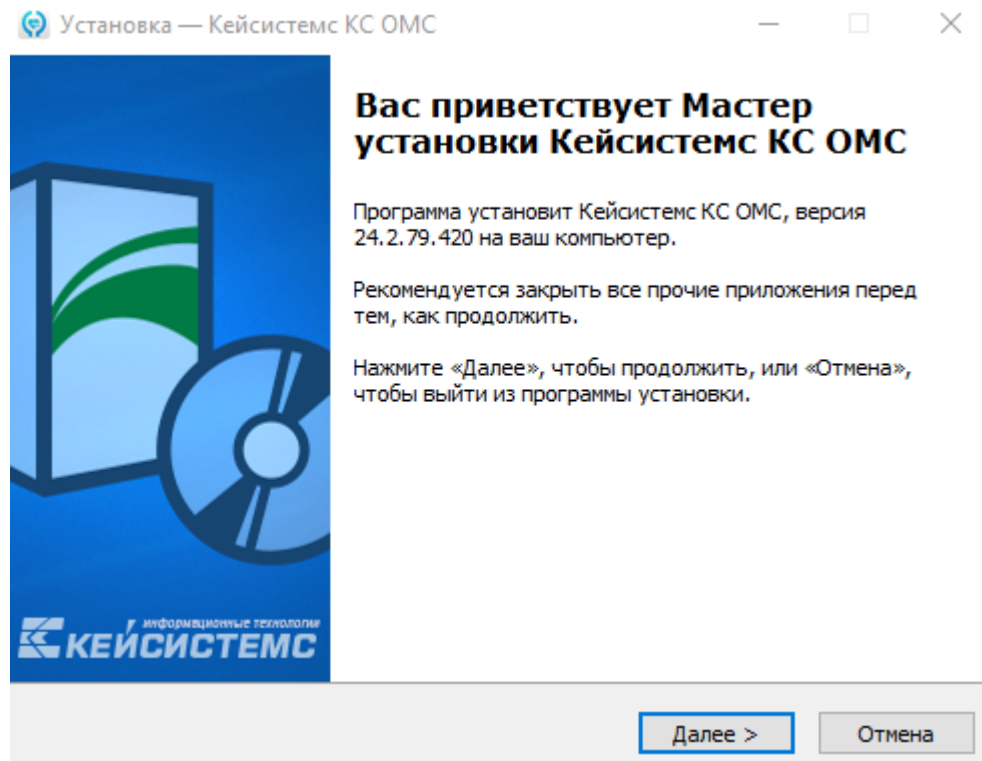 Установка — Кейсистемс КС ОМС
Вас приветствует Мастер
установки Кейсистемс КС ОМС
Программа установит Кейсистемс КС ОМС, версия
24.2.79.420 на ваш компьютер.
Рекомендуется закрыть все прочие приложения перед
тем, как продолжить.
Нажмите «Далее», чтобы продолжить, или «Отмена»,
чтобы выйти из программы установки.
информационные технологии
КЕЙСИСТЕМС
Далее >
Отмена